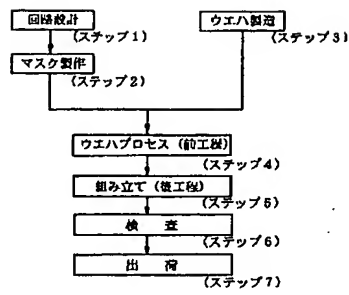 回路設計
(ステップ1)
ウエハ製造
(ステップ3)
マスク製作
(ステップ2)
ウエハプロセス (前工程)
(ステップ4)
組み立て (後工程)
(ステップ5)
検 査
(ステップ6)
出 荷
(ステップ7)